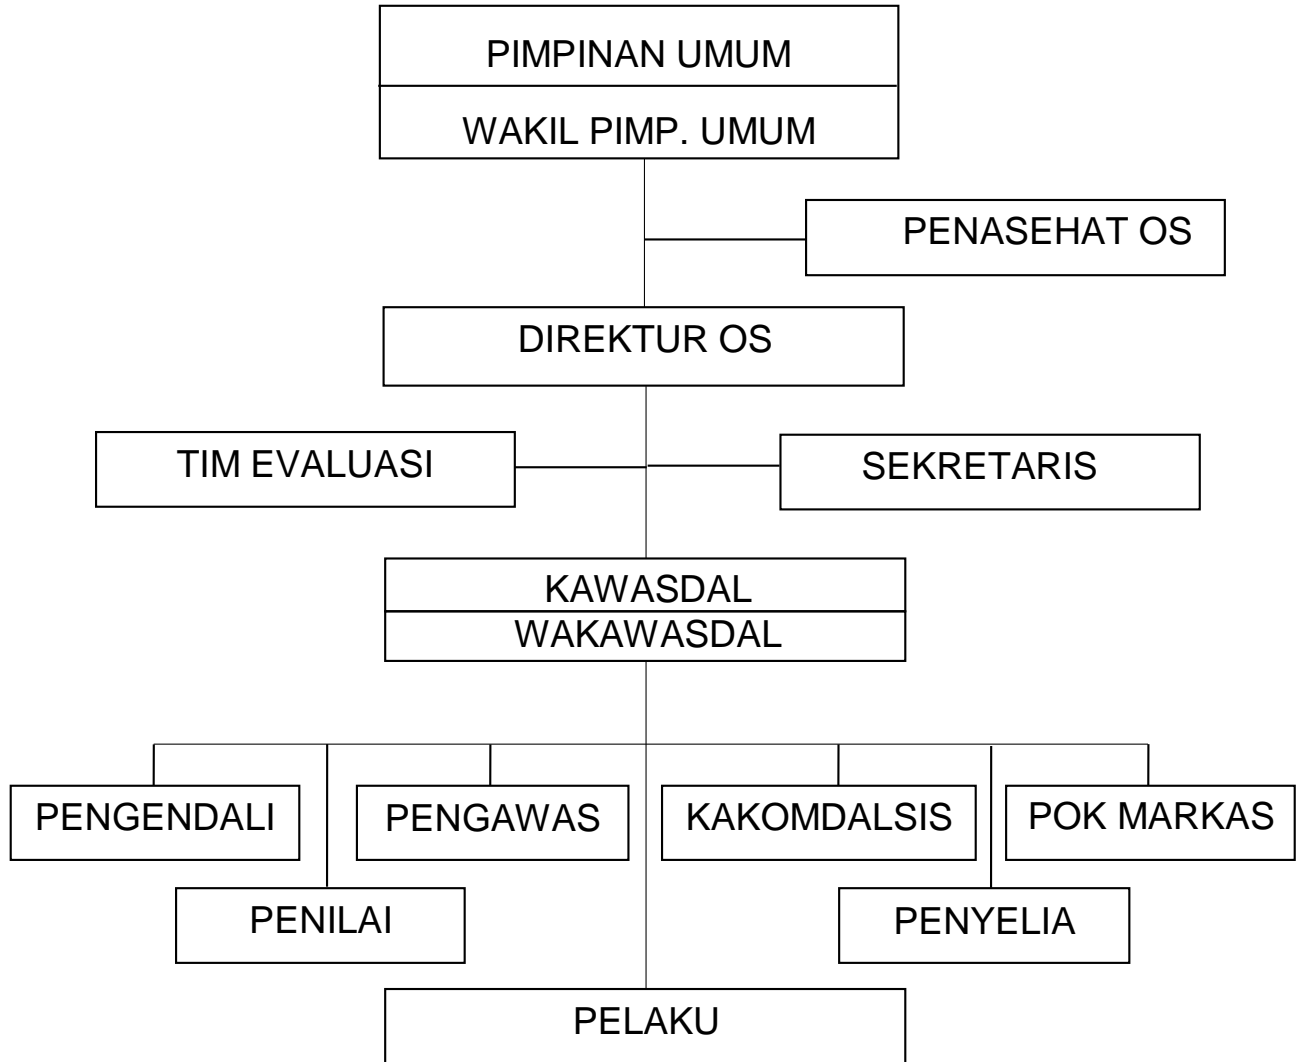 PIMPINAN UMUM
WAKIL PIMP. UMUM
PENASEHAT OS
DIREKTUR OS
TIM EVALUASI
SEKRETARIS
KAWASDAL
WAKAWASDAL
PENGENDALI
PENGAWAS
KAKOMDALSIS
POK MARKAS
PENILAI
PENYELIA
PELAKU